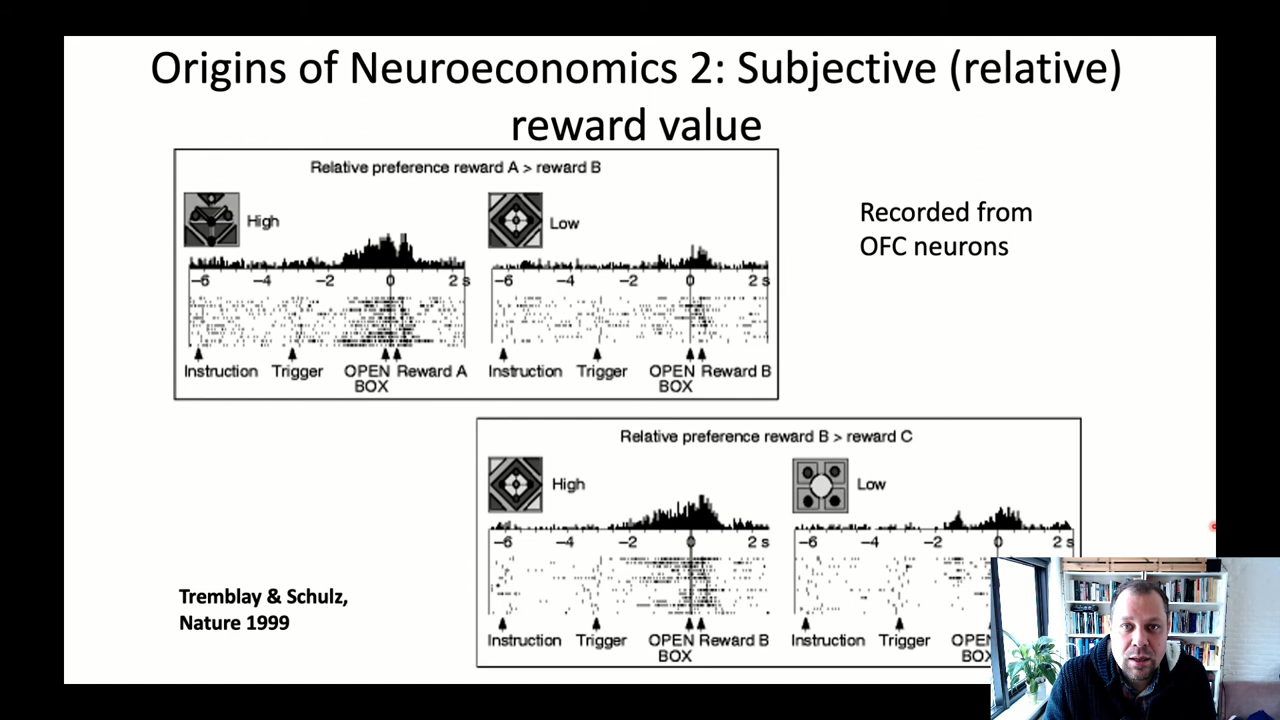 Origins of Neuroeconomics 2: Subjective (relative)
reward value
Relative preference reward A > reward B
High
Low
−6 −4 −2 0 2 s
−6 −4 −2 0 2 s
Instruction Trigger OPEN BOX Reward A
Instruction Trigger OPEN BOX Reward B
Recorded from
OFC neurons
Relative preference reward B > reward C
High
Low
−6 −4 −2 0 2 s
−6 −4 −2 0 2 s
Instruction Trigger OPEN BOX Reward B
Instruction Trigger
Tremblay & Schulz,
Nature 1999